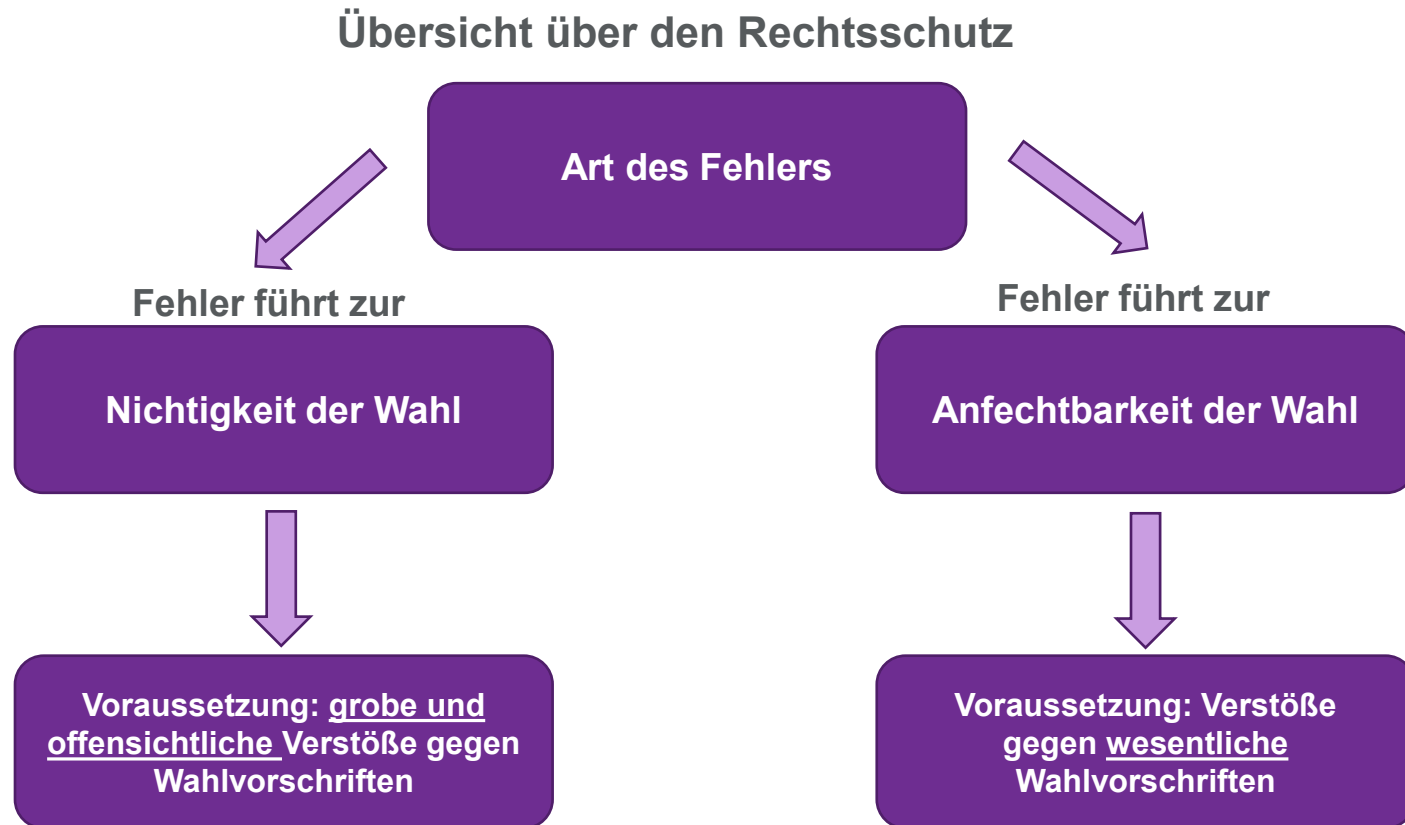 Übersicht über den Rechtsschutz
Art des Fehlers
Fehler führt zur
Nichtigkeit der Wahl
Voraussetzung: grobe und
offensichtliche Verstöße gegen
Wahlvorschriften
Fehler führt zur
Anfechtbarkeit der Wahl
Voraussetzung: Verstöße
gegen wesentliche
Wahlvorschriften